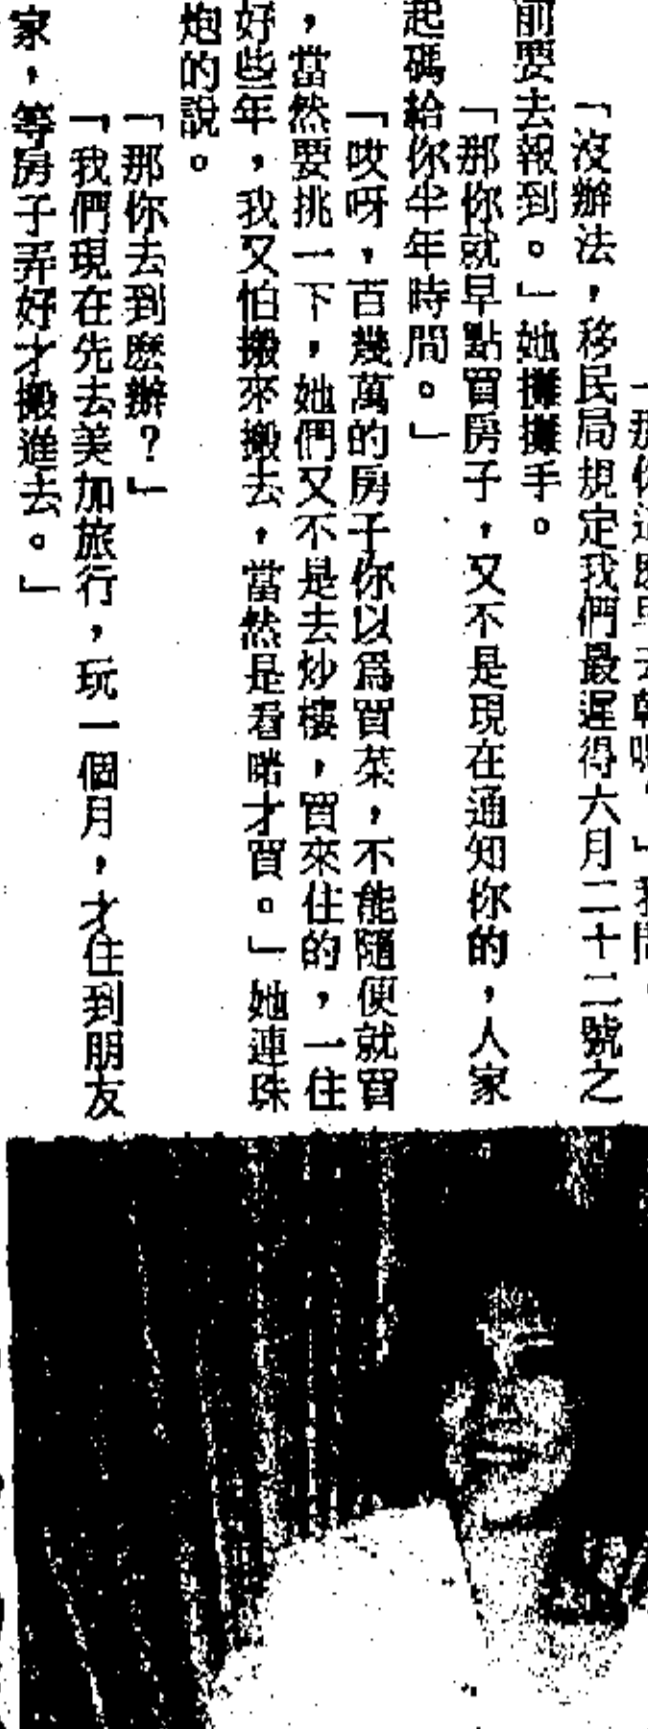 「那你這麼早去幹嗎？」我問。
「沒辦法，移民局規定我們最遲得六月二十二號之
前要去報到。」她攤攤手。
「那你就早點買房子，又不是現在通知你的，人家
起碼給你半年時間。」
「哎呀，百幾萬的房子你以爲買菜，不能隨便就買
，當然要挑一下，她們又不是去炒樓，買來住的，一住
好些年，我又怕搬來搬去，當然是看啱才買。」她連珠
炮的說。
「那你去到麽辦？」
「我們現在先去美加旅行，玩一個月，才住到朋友
家，等房子弄好才搬進去。」